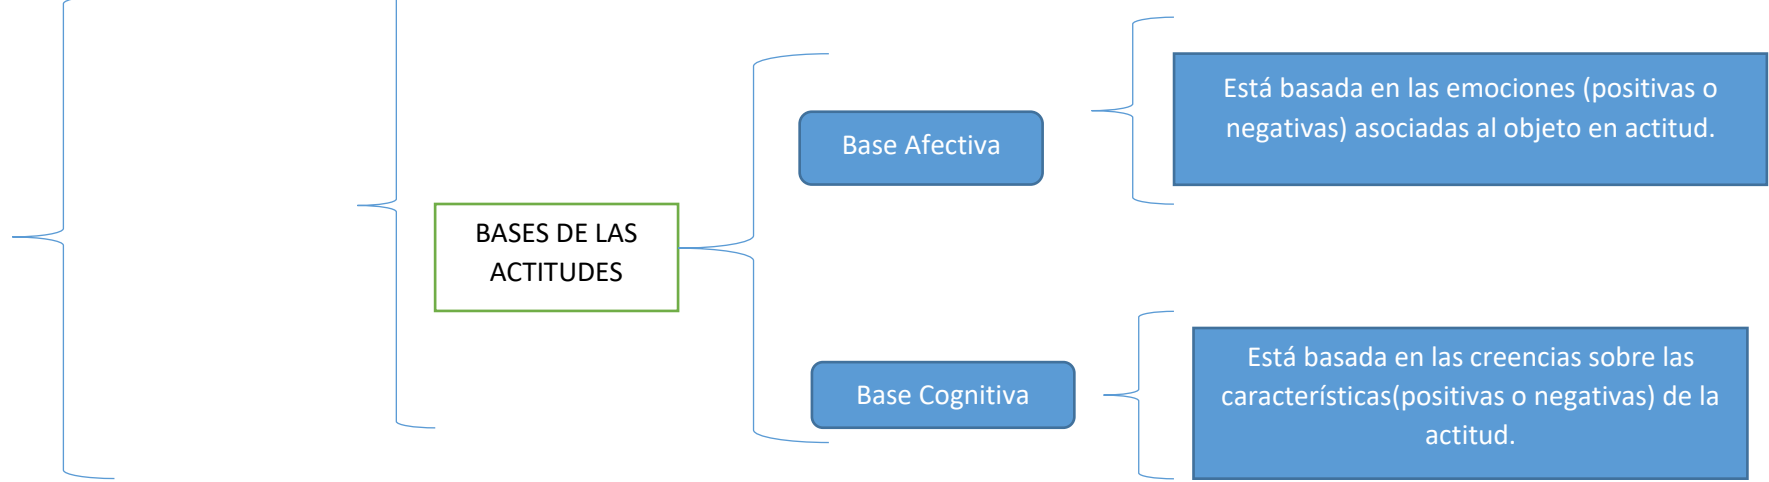 BASES DE LAS
ACTITUDES
Base Afectiva
Está basada en las emociones (positivas o
negativas) asociadas al objeto en actitud.
Base Cognitiva
Está basada en las creencias sobre las
características(positivas o negativas) de la
actitud.